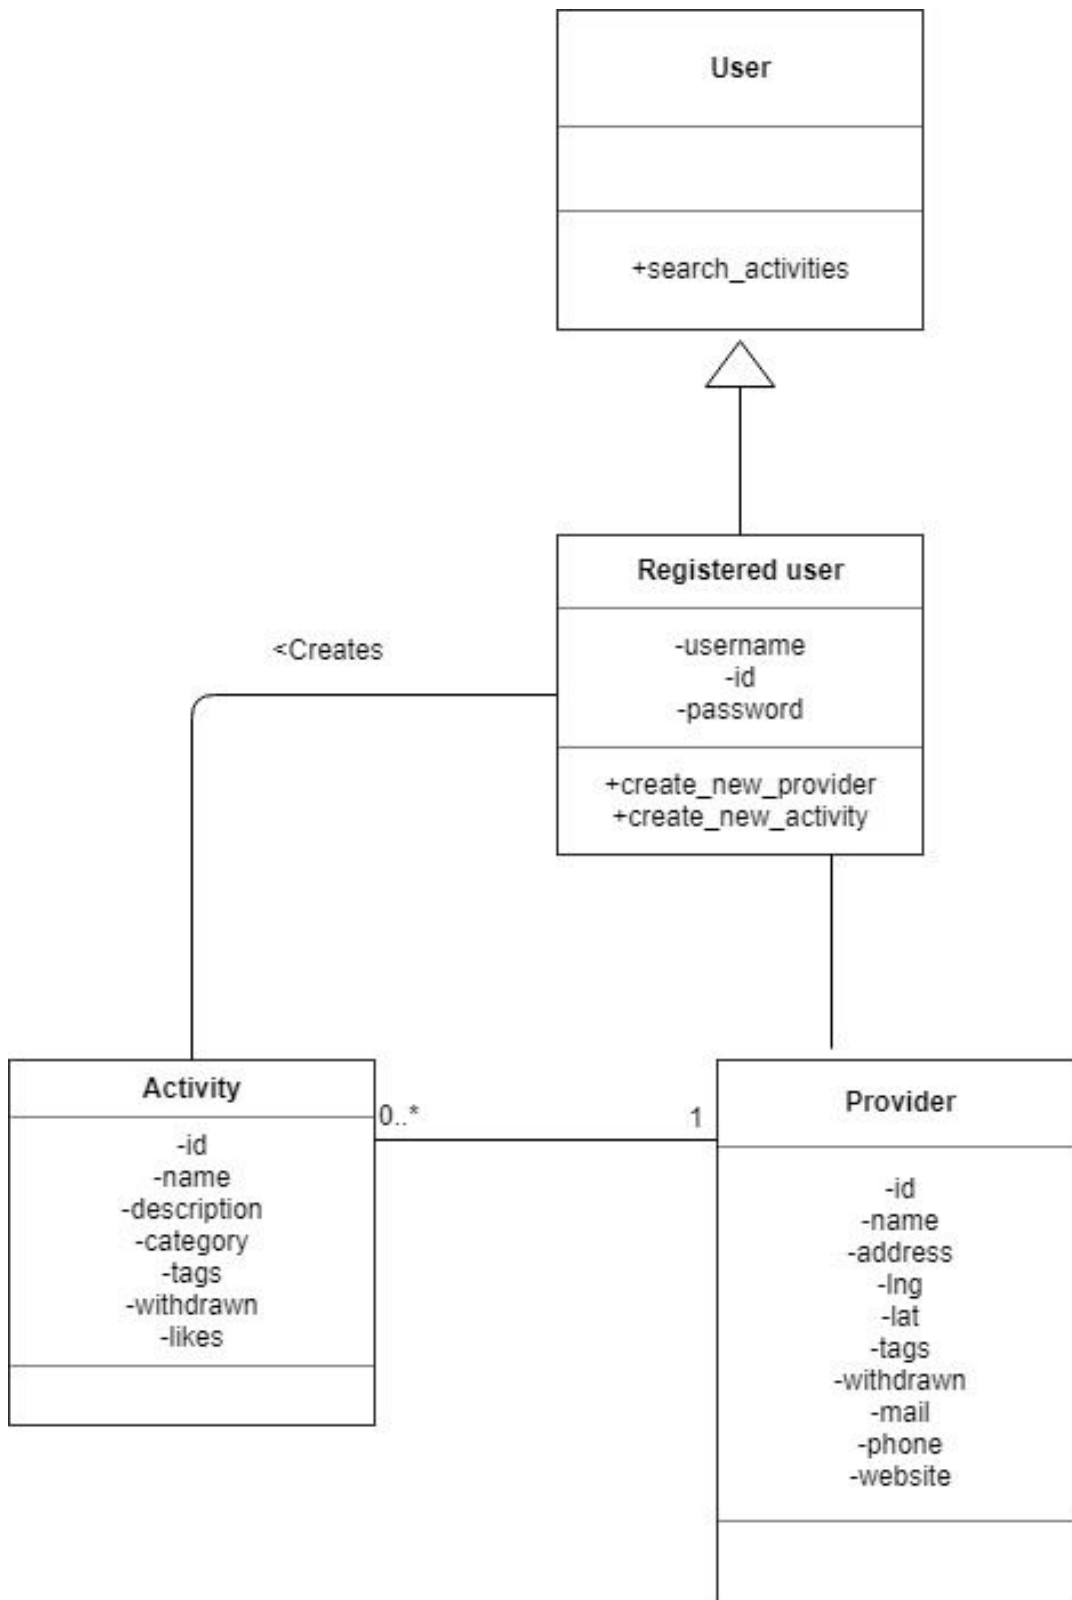 User
+search_activities
Registered user
-username
-id
-password
+create_new_provider
+create_new_activity
<Creates
Activity
-id
-name
-description
-category
-tags
-withdrawn
-likes
0..*
1
Provider
-id
-name
-address
-lng
-lat
-tags
-withdrawn
-mail
-phone
-website